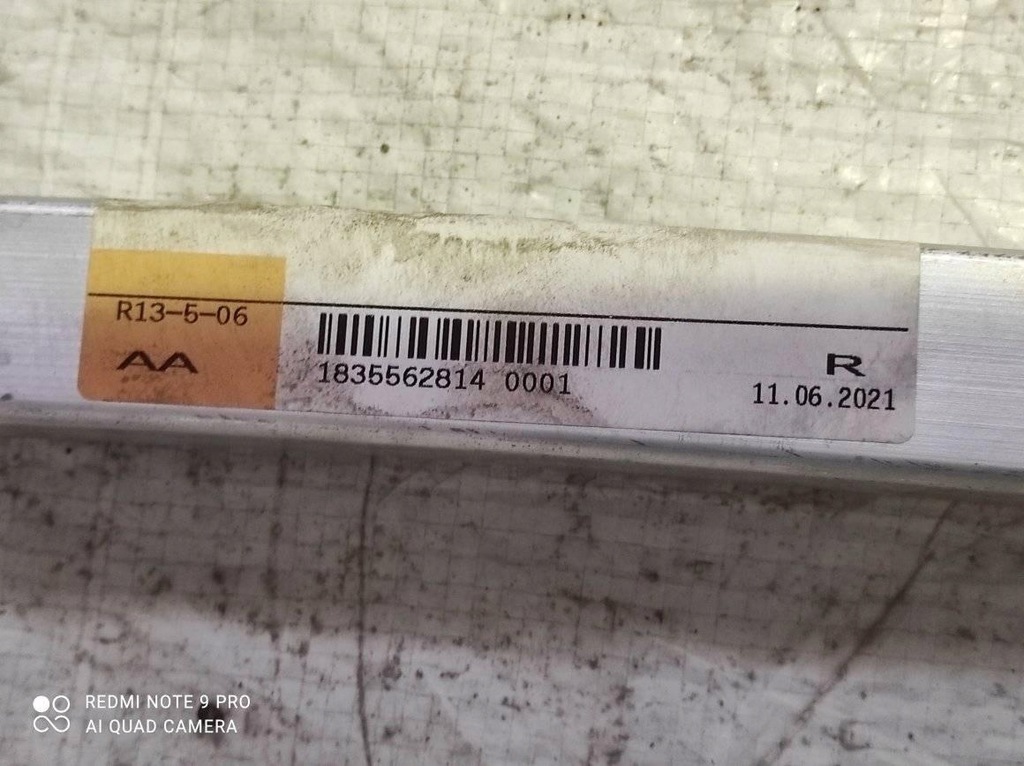 R13-5-06
AA
1835562814 0001
R
11.06.2021
REDMI NOTE 9 PRO
AI QUAD CAMERA